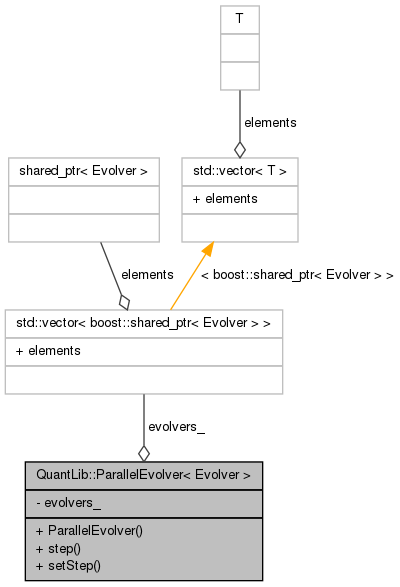 T
elements
shared_ptr< Evolver >
std::vector< T >
+ elements
elements
< boost::shared_ptr< Evolver > >
std::vector< boost::shared_ptr< Evolver > >
+ elements
evolvers_
QuantLib::ParallelEvolver< Evolver >
- evolvers_
+ ParallelEvolver()
+ step()
+ setStep()